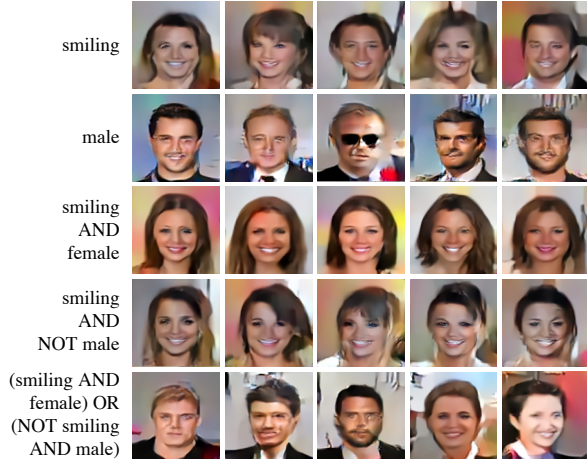 smiling
male
smiling
AND
female
smiling
AND
NOT male
(smiling AND
female) OR
(NOT smiling
AND male)